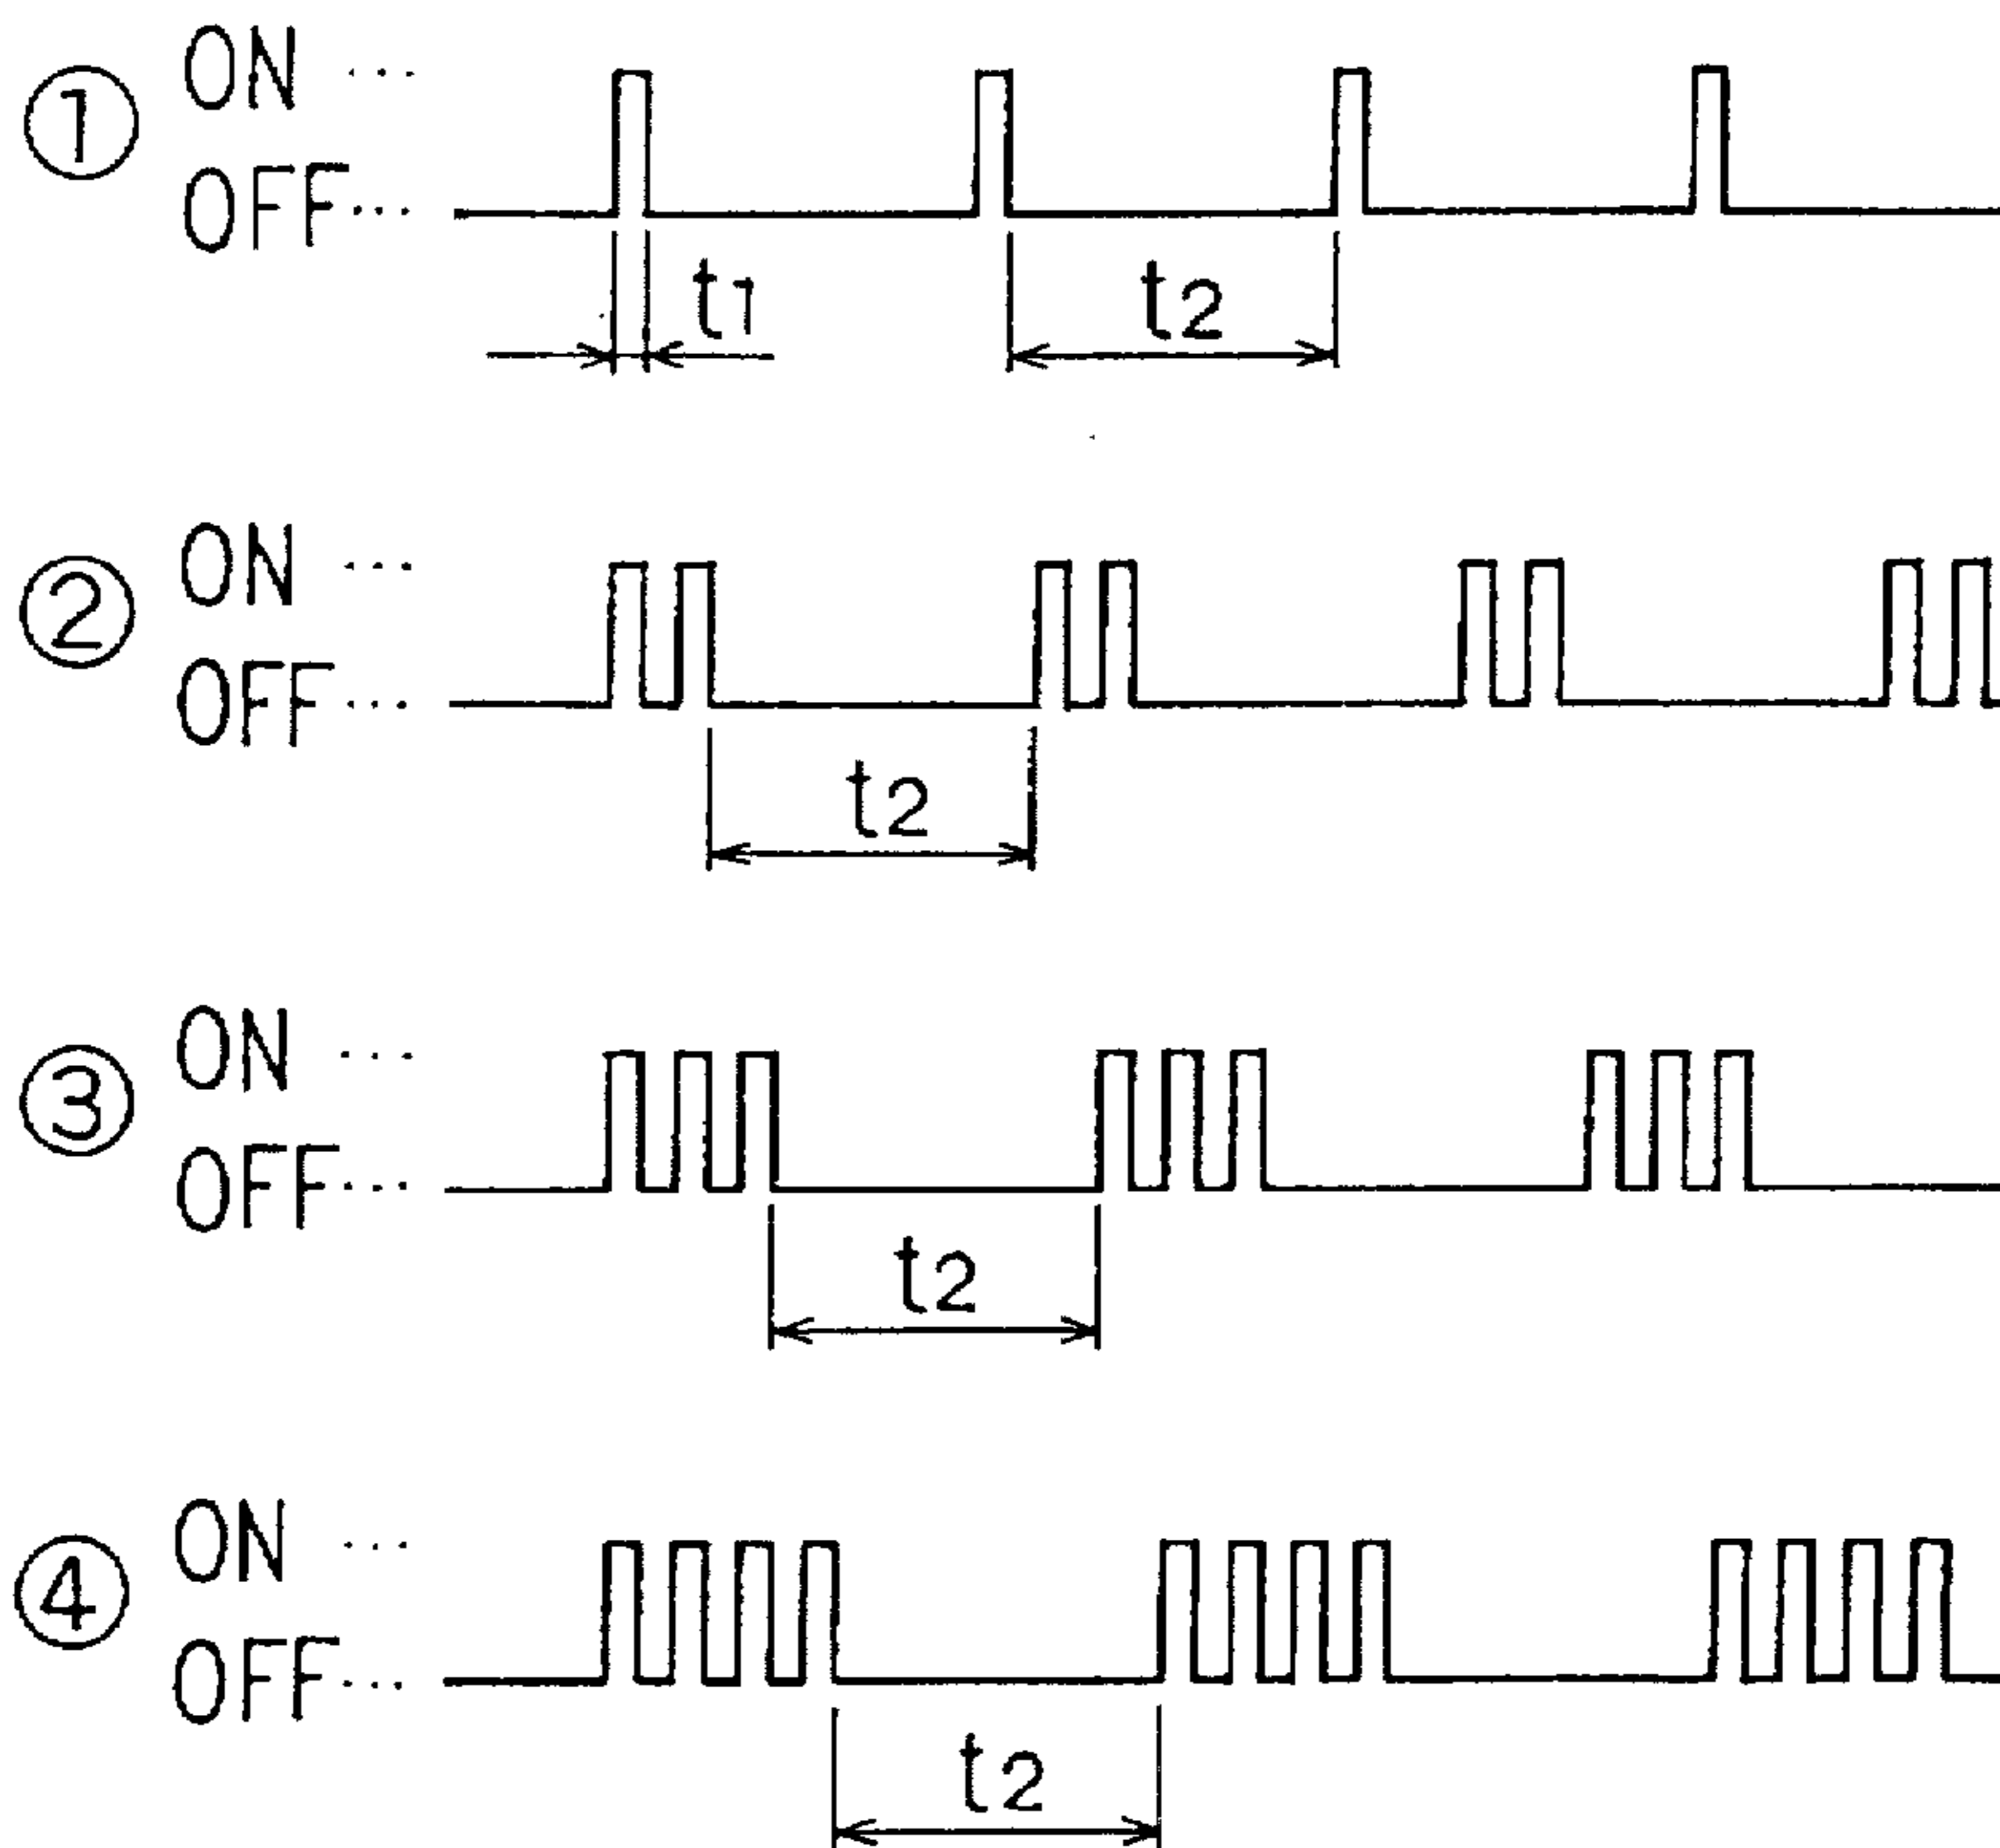 ① ON ...
OFF...
t1 t2
② ON ...
OFF...
t2
③ ON ...
OFF...
t2
④ ON ...
OFF...
t2